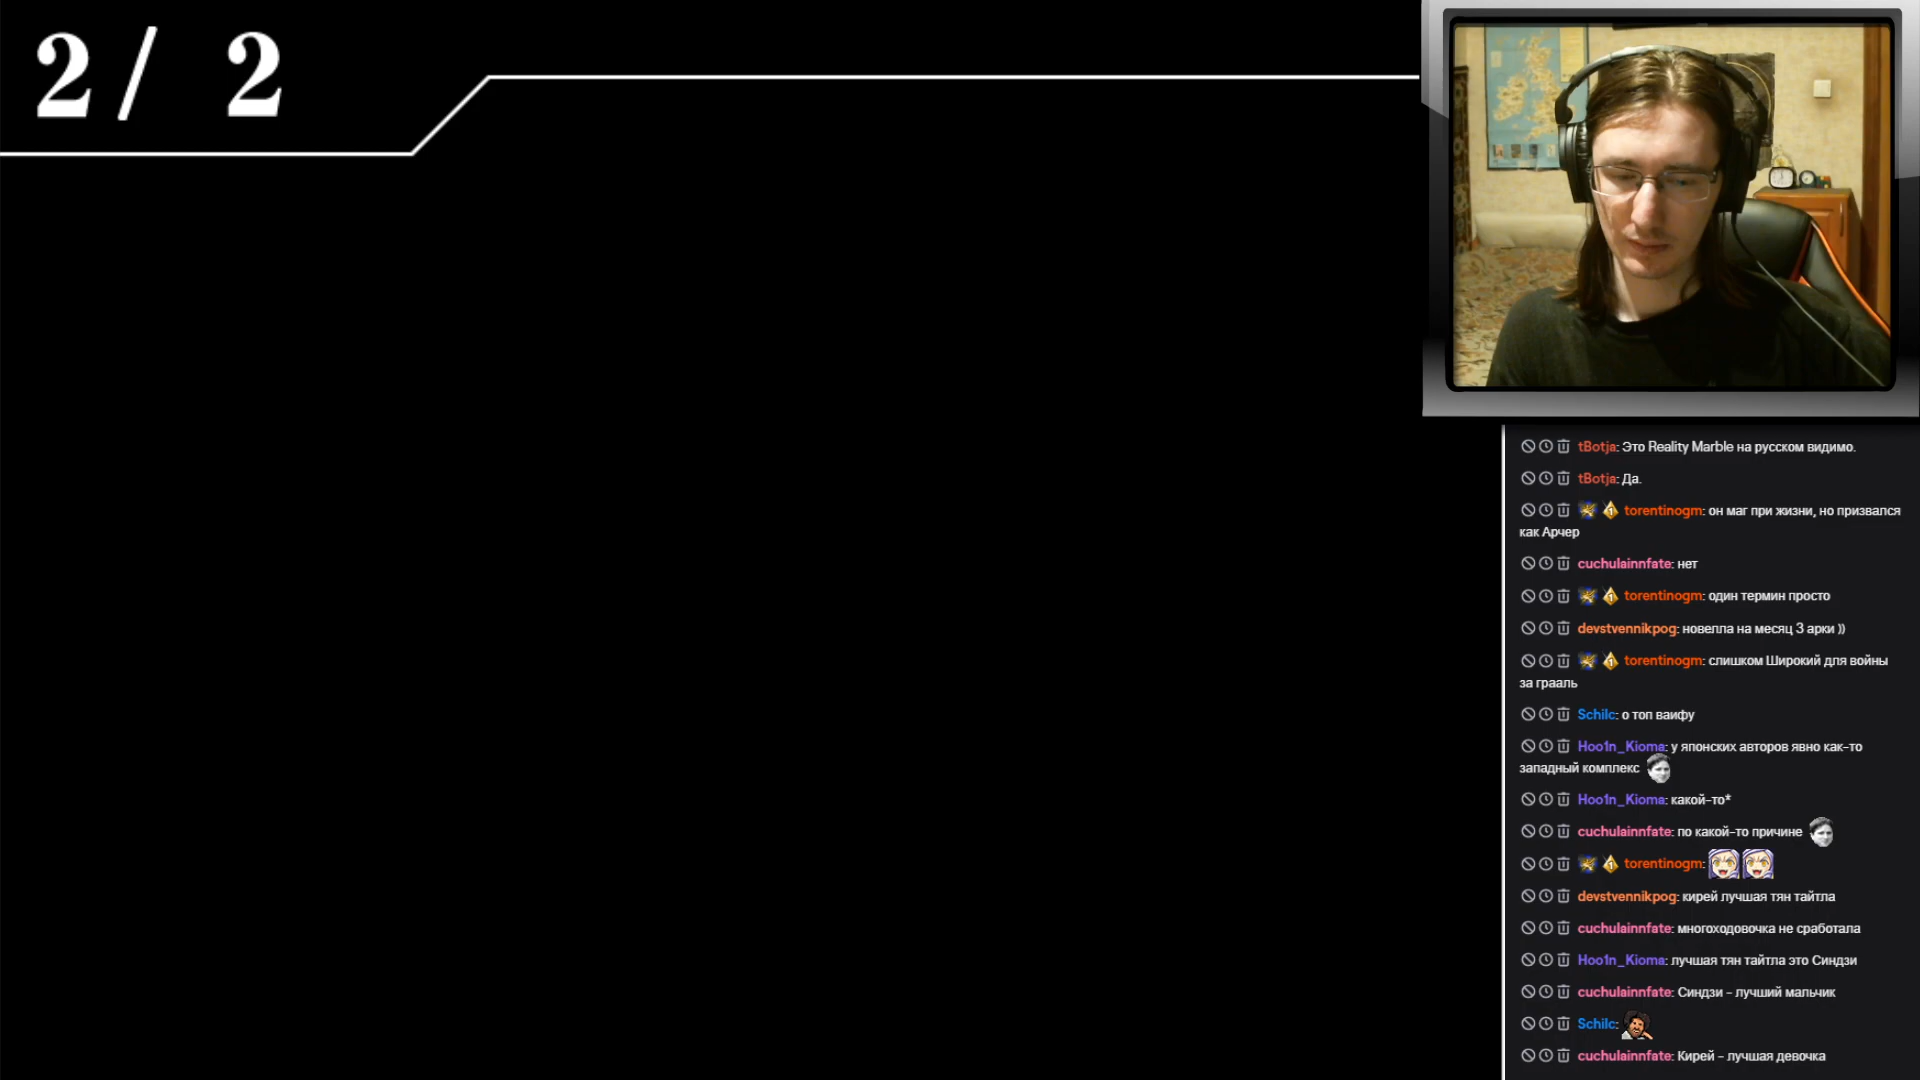 2/ 2
tBotja: Это Reality Marble на русском видимо.
tBotja: Да.
torentinogm: он маг при жизни, но призвался
как Арчер
cuchulainnfate: нет
torentinogm: один термин просто
devstvennikpog: новелла на месяц 3 арки ))
torentinogm: слишком Широкий для войны
за грааль
Schilc: о топ ваифу
Hoo1n_Kioma: у японских авторов явно как-то
западный комплекс
Hoo1n_Kioma: какой-то*
cuchulainnfate: по какой-то причине
torentinogm:
devstvennikpog: кирей лучшая тян тайтла
cuchulainnfate: многоходовочка не сработала
Hoo1n_Kioma: лучшая тян тайтла это Синдзи
cuchulainnfate: Синдзи - лучший мальчик
Schilc:
cuchulainnfate: Кирей - лучшая девочка